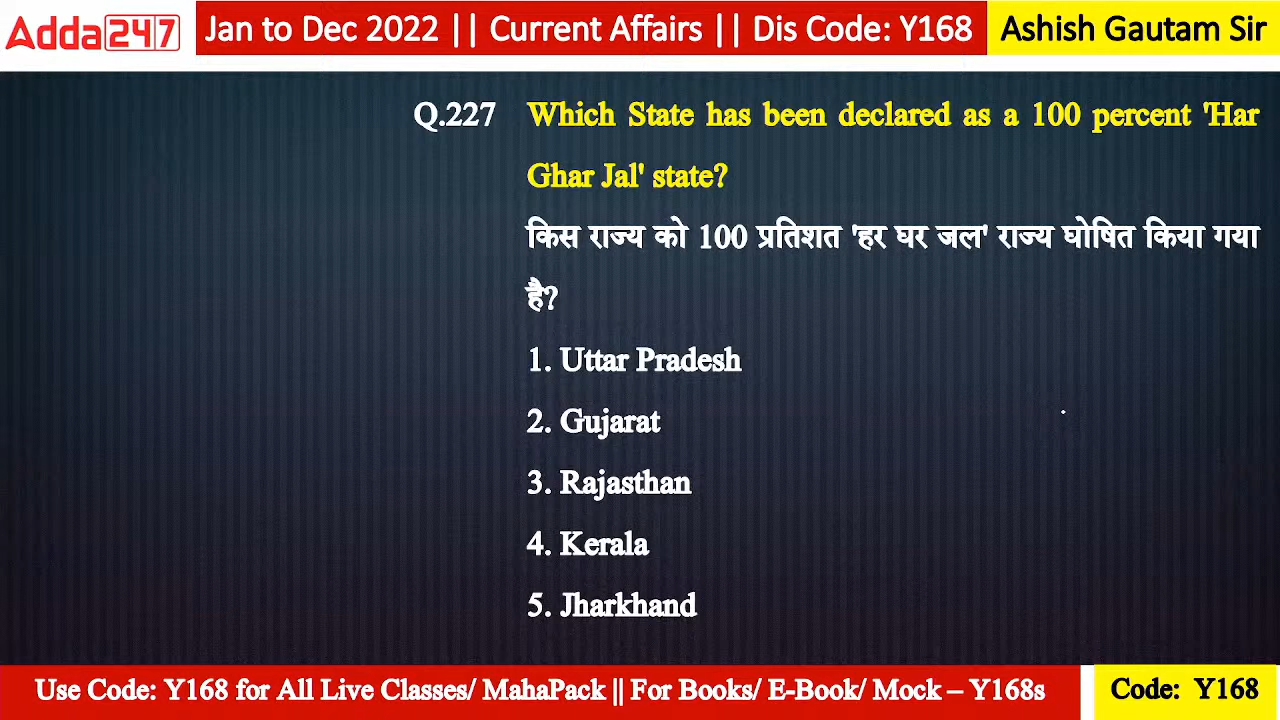 Adda247 Jan to Dec 2022 || Current Affairs || Dis Code: Y168 Ashish Gautam Sir
Q.227 Which State has been declared as a 100 percent 'Har
Ghar Jal' state?
किस राज्य को 100 प्रतिशत 'हर घर जल' राज्य घोषित किया गया
है?
1. Uttar Pradesh
2. Gujarat
3. Rajasthan
4. Kerala
5. Jharkhand
Use Code: Y168 for All Live Classes/ MahaPack || For Books/ E-Book/ Mock – Y168s Code: Y168